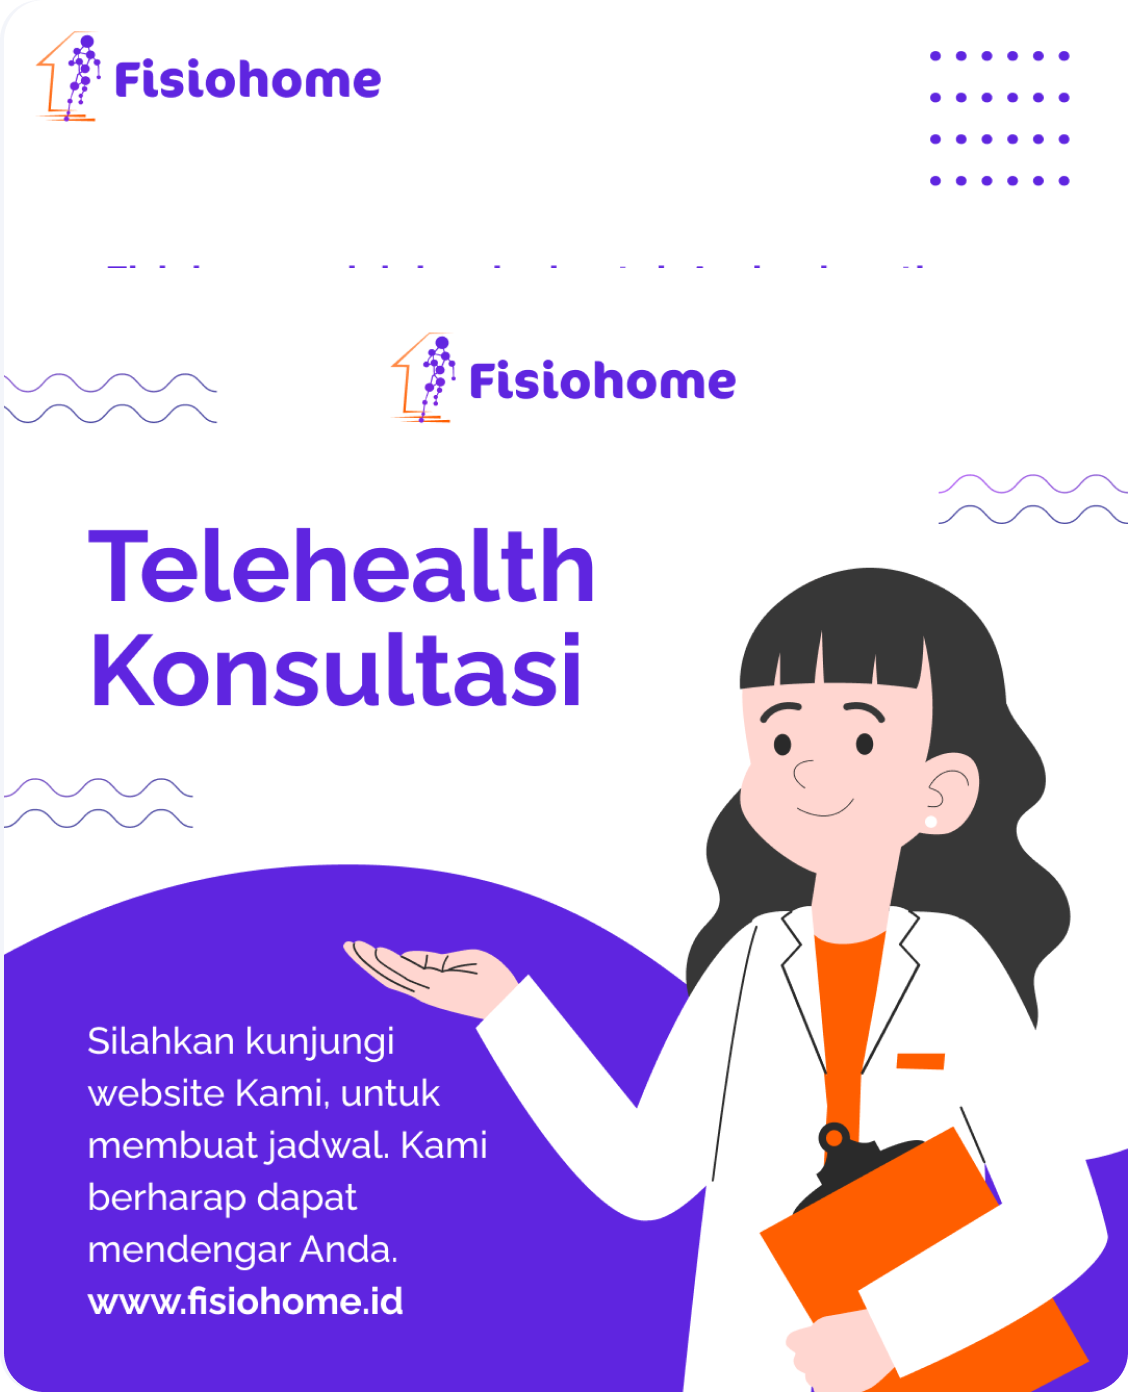 Fisiohome
Fisiohome
Telehealth
Konsultasi
Silahkan kunjungi
website Kami, untuk
membuat jadwal. Kami
berharap dapat
mendengar Anda.
www.fisiohome.id